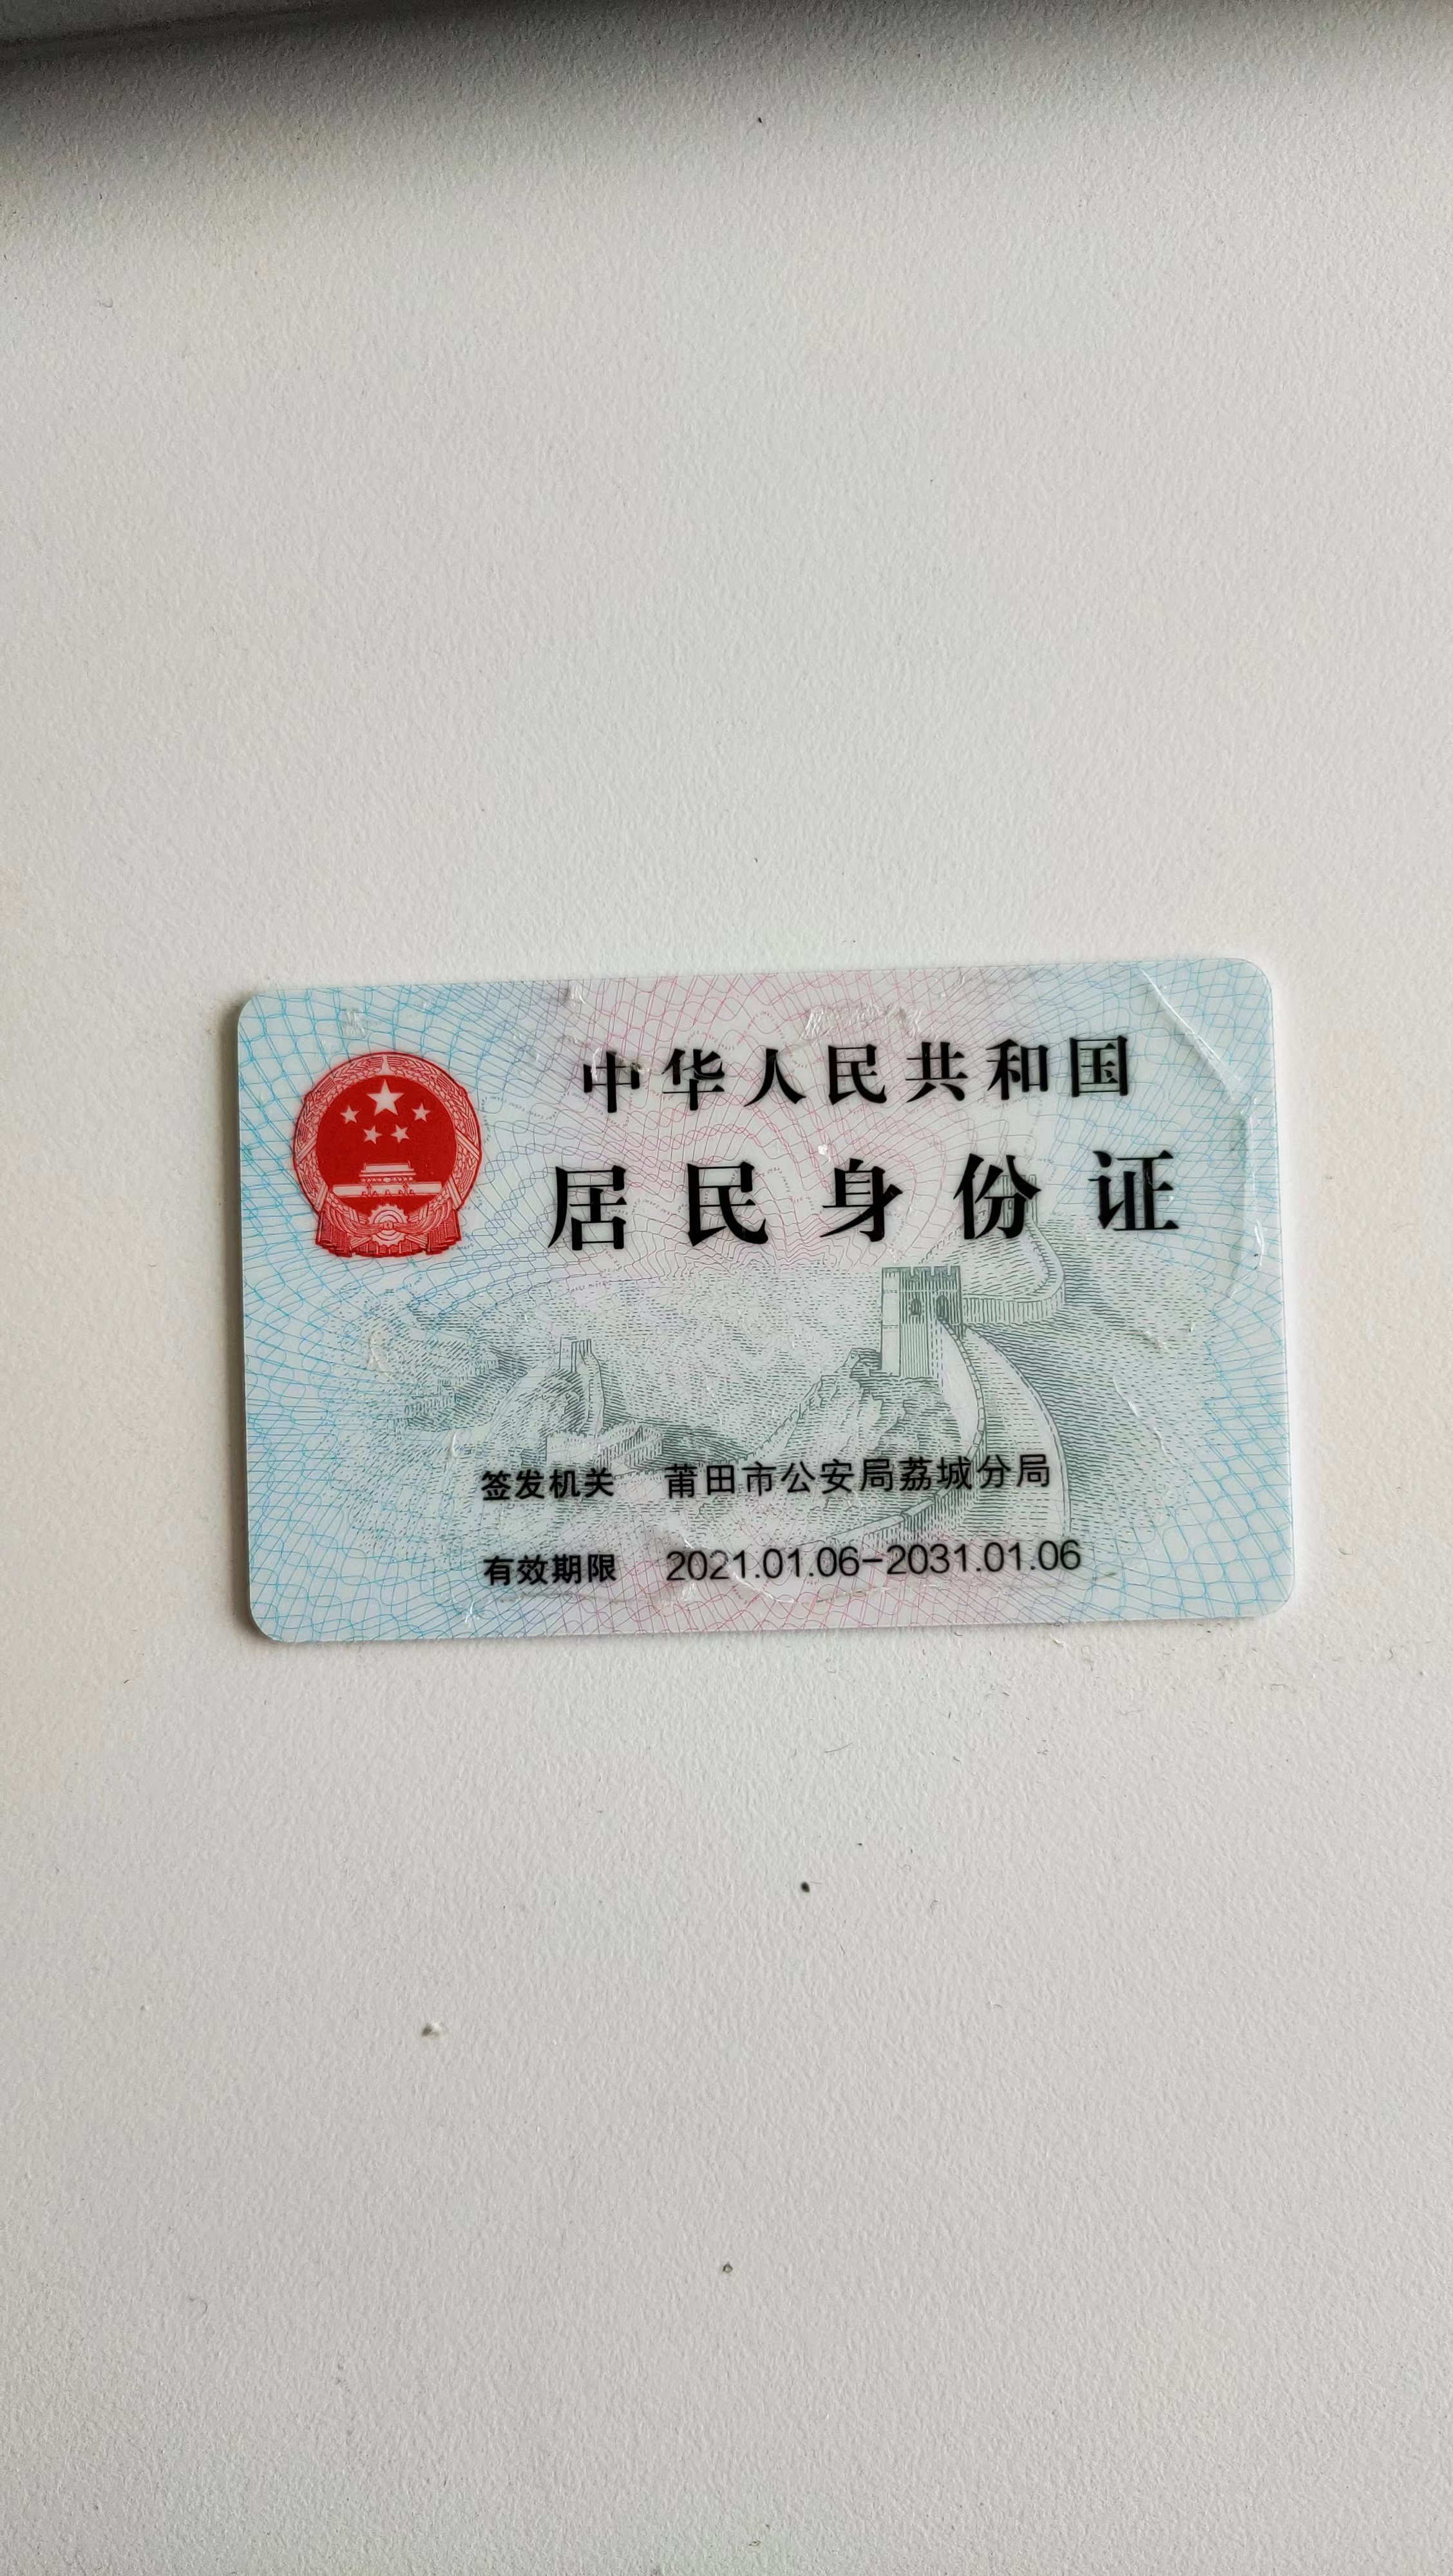 中华人民共和国
居民身份证
签发机关 莆田市公安局荔城分局
有效期限 2021.01.06-2031.01.06